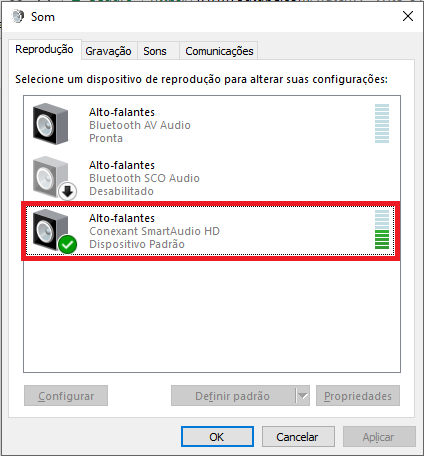 Som
Reprodução
Gravação
Sons
Comunicações
Selecione um dispositivo de reprodução para alterar suas configurações:
Alto-falantes
Bluetooth AV Audio
Pronta
Alto-falantes
Bluetooth SCO Audio
Desabilitado
Alto-falantes
Conexant SmartAudio HD
Dispositivo Padrão
Configurar
Definir padrão
Propriedades
OK
Cancelar
Aplicar